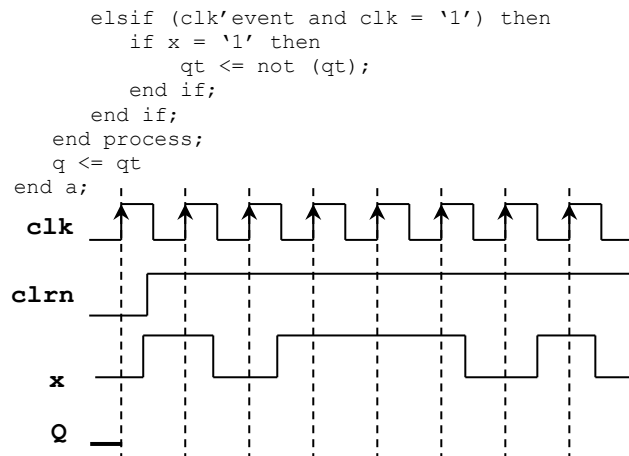 elsif (clk’event and clk = ‘1’) then
if x = ‘1’ then
qt <= not (qt);
end if;
end if;
end process;
q <= qt
end a;
clk
clrn
x
Q